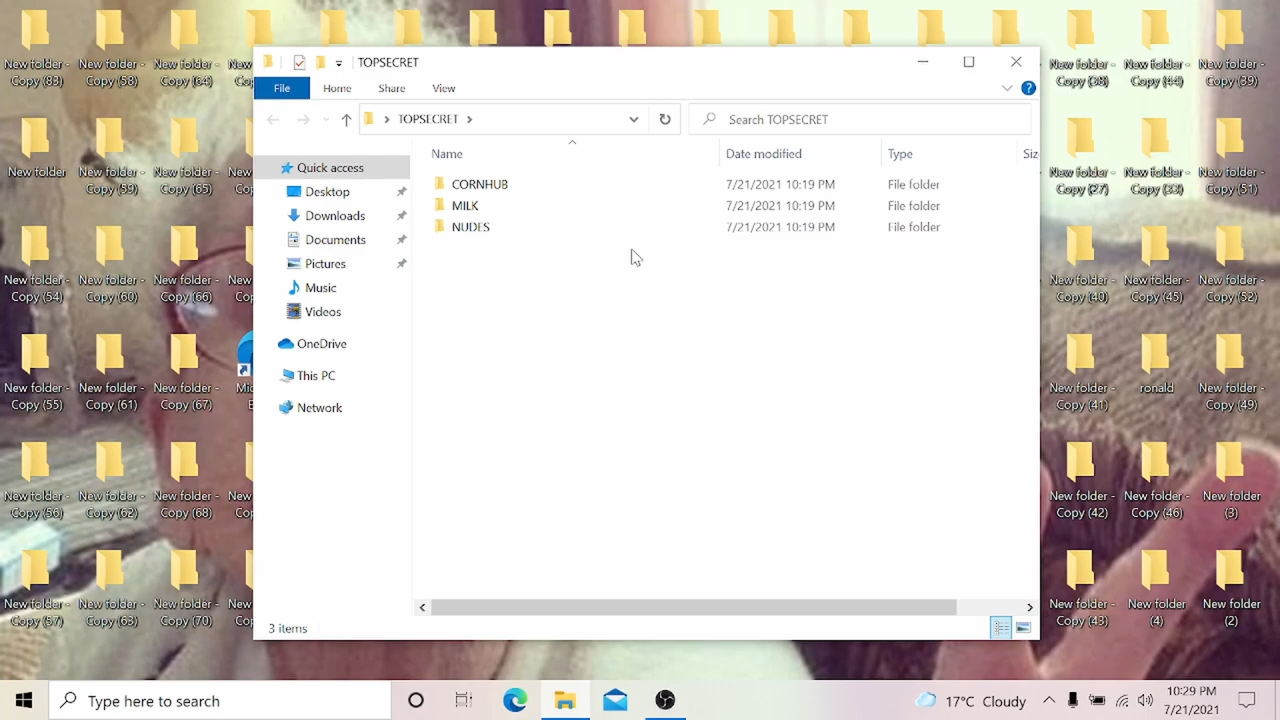 New folder -
Copy (83)
New folder -
Copy (58)
New folder -
Copy (64)
New folder -
Copy (38)
New folder -
Copy (44)
New folder -
Copy (39)
TOPSECRET
File
Home
Share
View
TOPSECRET
Search TOPSECRET
Name
Date modified
Type
Siz
CORNHUB
7/21/2021 10:19 PM
File folder
MILK
7/21/2021 10:19 PM
File folder
NUDES
7/21/2021 10:19 PM
File folder
Quick access
Desktop
Downloads
Documents
Pictures
Music
Videos
OneDrive
This PC
Network
3 items
New folder
New folder -
Copy (59)
New folder -
Copy (65)
New folder -
Copy (27)
New folder -
Copy (33)
New folder -
Copy (51)
New folder -
Copy (54)
New folder -
Copy (60)
New folder -
Copy (66)
New folder -
Copy (40)
New folder -
Copy (45)
New folder -
Copy (52)
New folder -
Copy (55)
New folder -
Copy (61)
New folder -
Copy (67)
Mic
E
New folder -
Copy (41)
ronald
New folder -
Copy (49)
New folder -
Copy (56)
New folder -
Copy (62)
New folder -
Copy (68)
New folder -
Copy (42)
New folder -
Copy (46)
New folder
(3)
New folder -
Copy (57)
New folder -
Copy (63)
New folder -
Copy (70)
New folder -
Copy (43)
New folder
(4)
New folder
(2)
Type here to search
17°C Cloudy
10:29 PM
7/21/2021